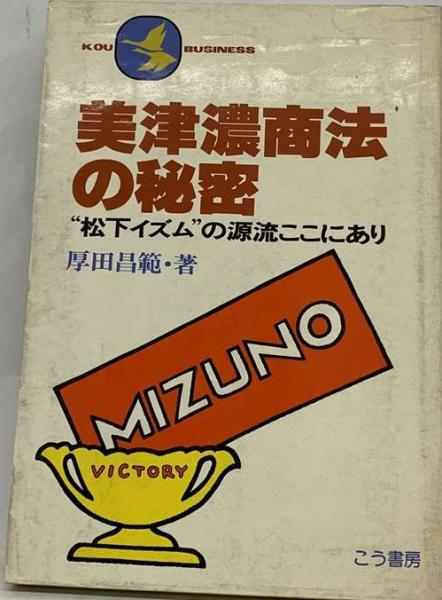 KOU BUSINESS
美津濃商法
の秘密
“松下イズム”の源流ここにあり
厚田昌範・著
MIZUNO
VICTORY
こう書房